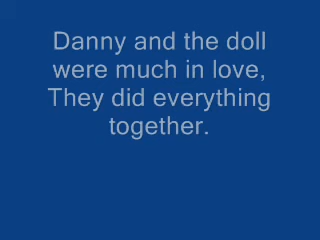 Danny and the doll
were much in love,
They did everything
together.